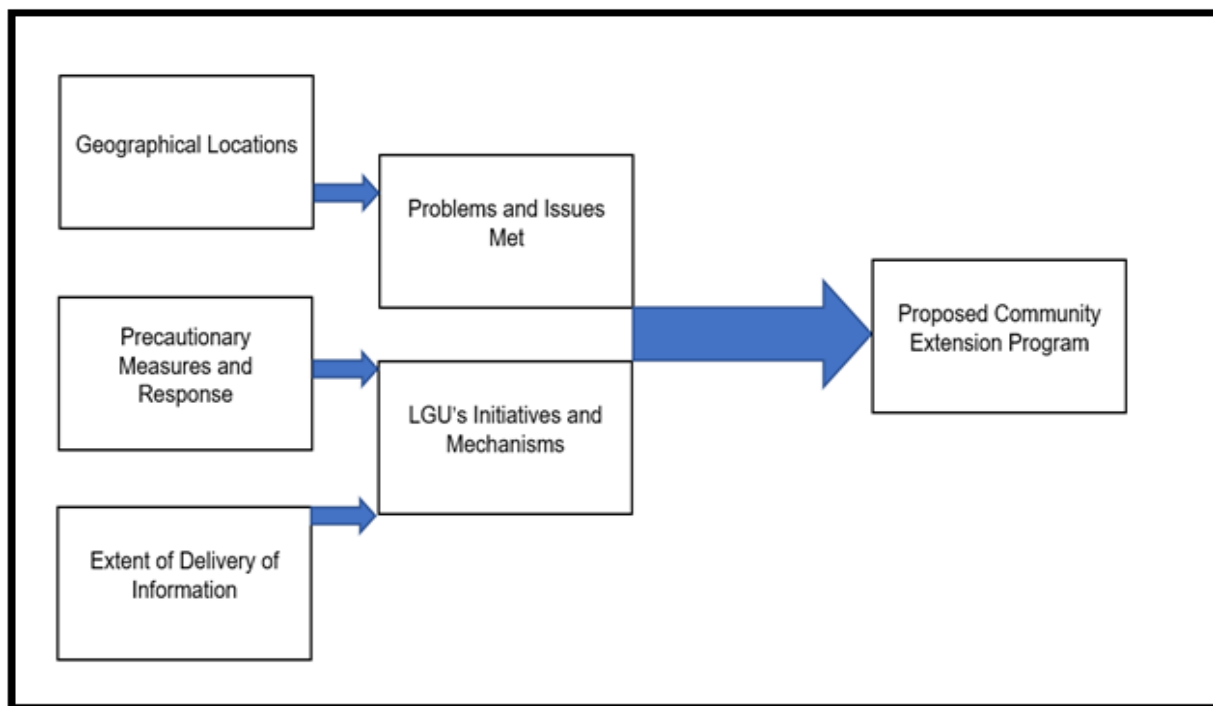 Geographical Locations
Problems and Issues
Met
Precautionary
Measures and
Response
LGU's Initiatives and
Mechanisms
Extent of Delivery of
Information
Proposed Community
Extension Program